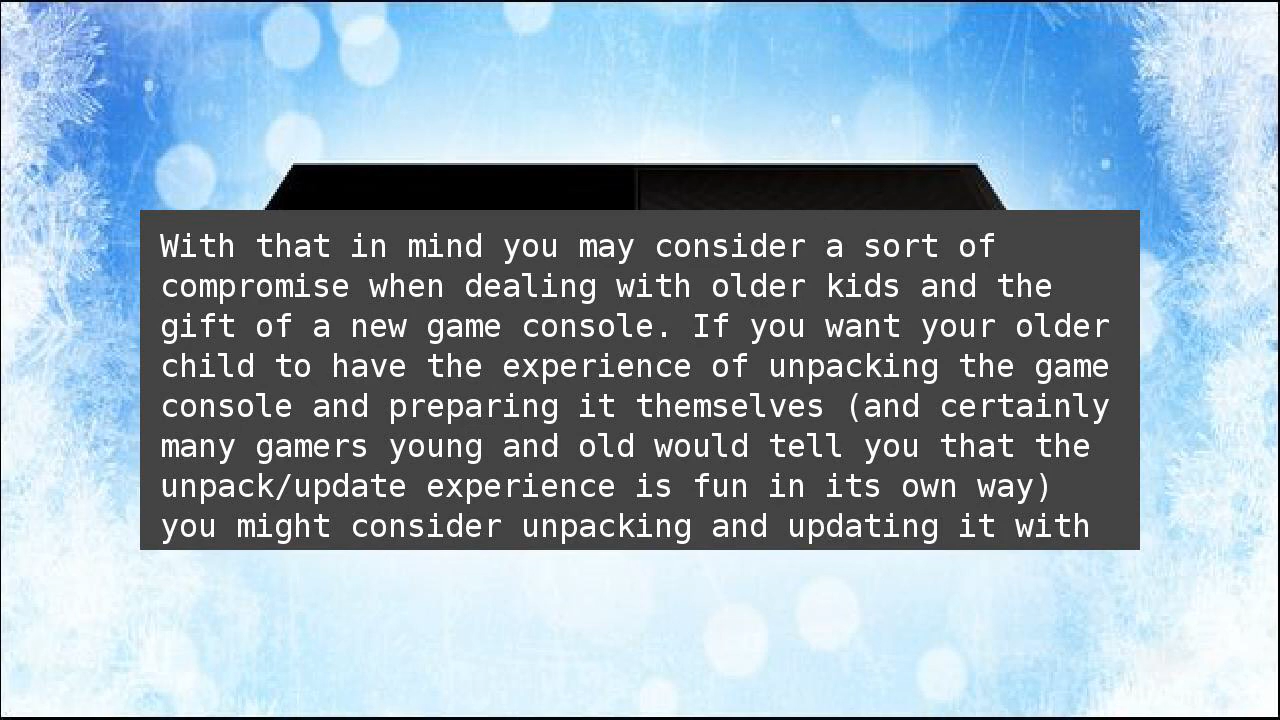 With that in mind you may consider a sort of
compromise when dealing with older kids and the
gift of a new game console. If you want your older
child to have the experience of unpacking the game
console and preparing it themselves (and certainly
many gamers young and old would tell you that the
unpack/update experience is fun in its own way)
you might consider unpacking and updating it with